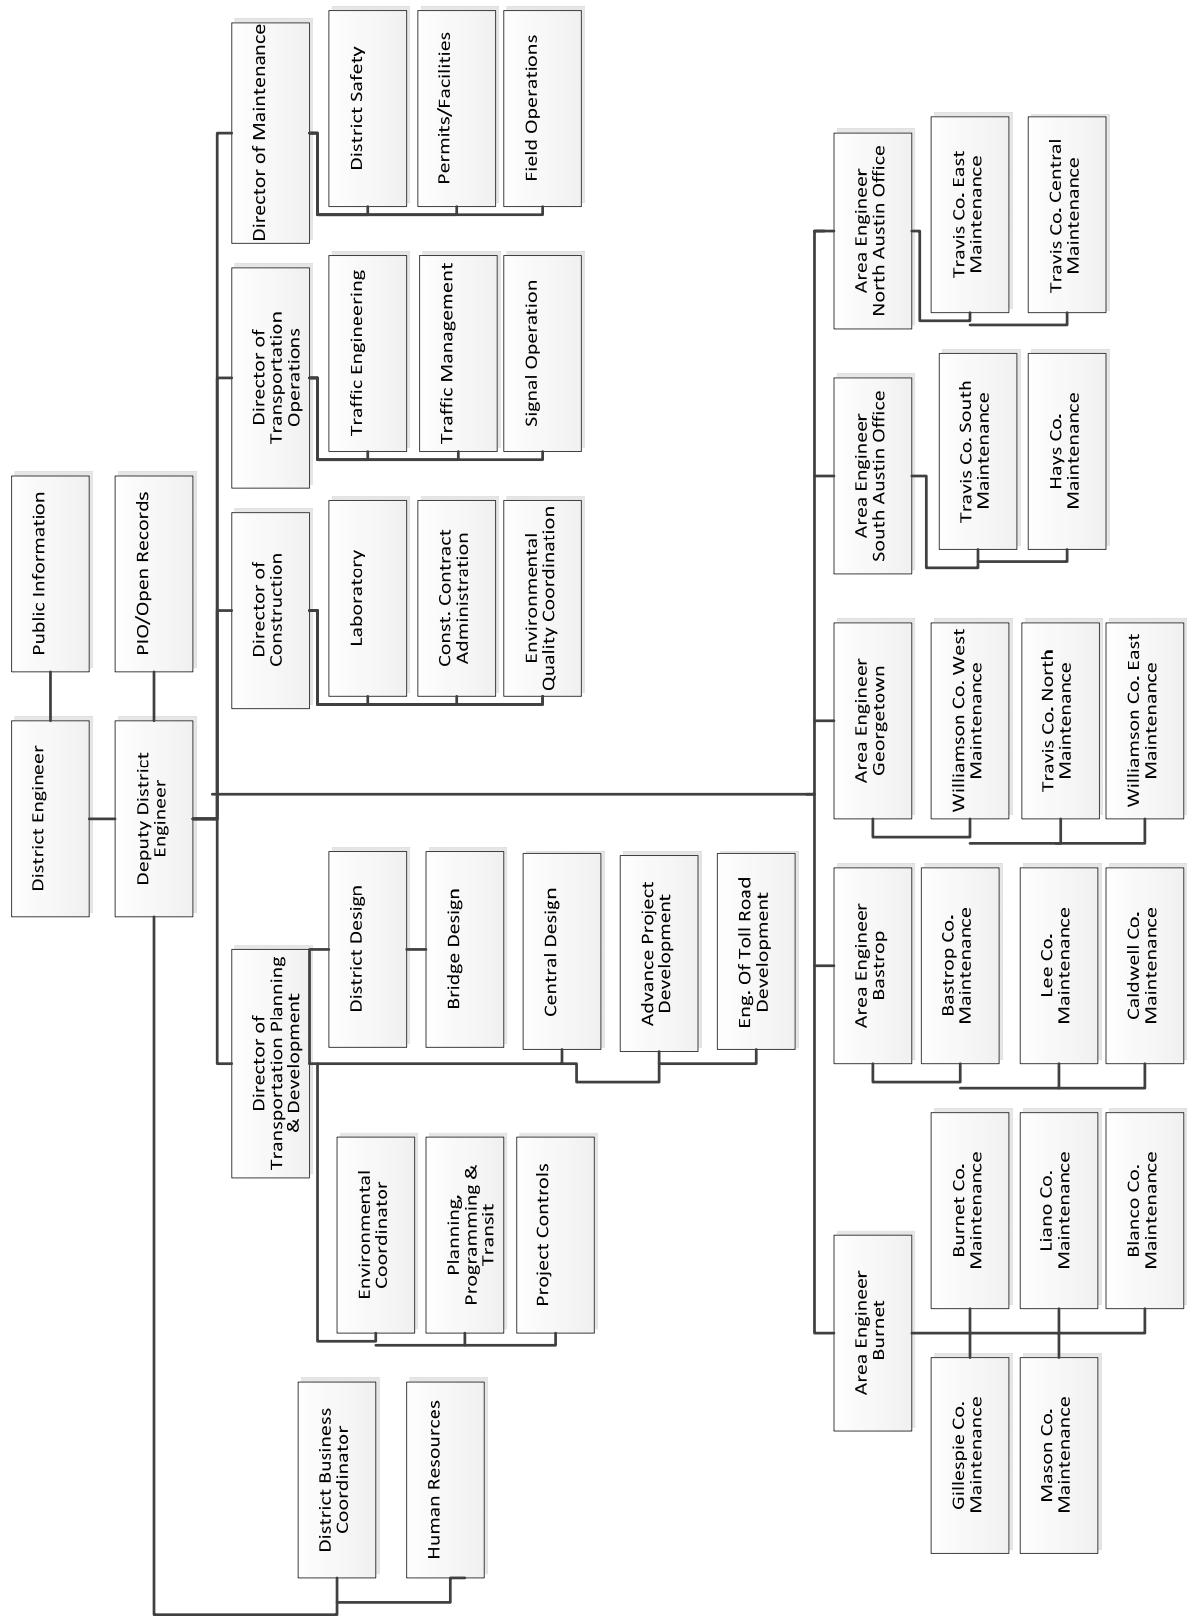 District Engineer
Public Information
Deputy District
Engineer
PIO/Open Records
District Business
Coordinator
Human Resources
Director of
Transportation Planning
& Development
Environmental
Coordinator
Planning,
Programming &
Transit
Project Controls
District Design
Bridge Design
Central Design
Advance Project
Development
Eng. Of Toll Road
Development
Director of
Construction
Laboratory
Const. Contract
Administration
Environmental
Quality Coordination
Director of
Transportation
Operations
Traffic Engineering
Traffic Management
Signal Operation
Director of Maintenance
District Safety
Permits/Facilities
Field Operations
Area Engineer
Burnet
Gillespie Co.
Maintenance
Burnet Co.
Maintenance
Mason Co.
Maintenance
Liano Co.
Maintenance
Blanco Co.
Maintenance
Area Engineer
Bastrop
Bastrop Co.
Maintenance
Lee Co.
Maintenance
Caldwell Co.
Maintenance
Area Engineer
Georgetown
Williamson Co. West
Maintenance
Travis Co. North
Maintenance
Williamson Co. East
Maintenance
Area Engineer
South Austin Office
Travis Co. South
Maintenance
Hays Co.
Maintenance
Area Engineer
North Austin Office
Travis Co. East
Maintenance
Travis Co. Central
Maintenance